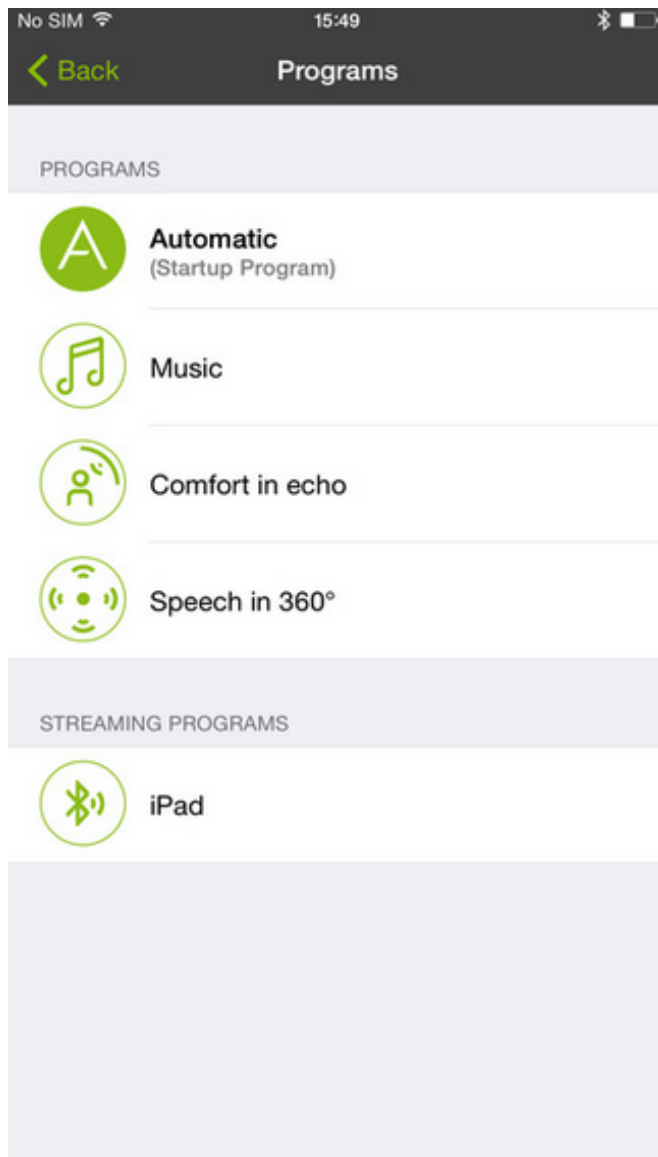 No SIM 15:49
Back Programs
PROGRAMS
Automatic
(Startup Program)
Music
Comfort in echo
Speech in 360°
STREAMING PROGRAMS
iPad